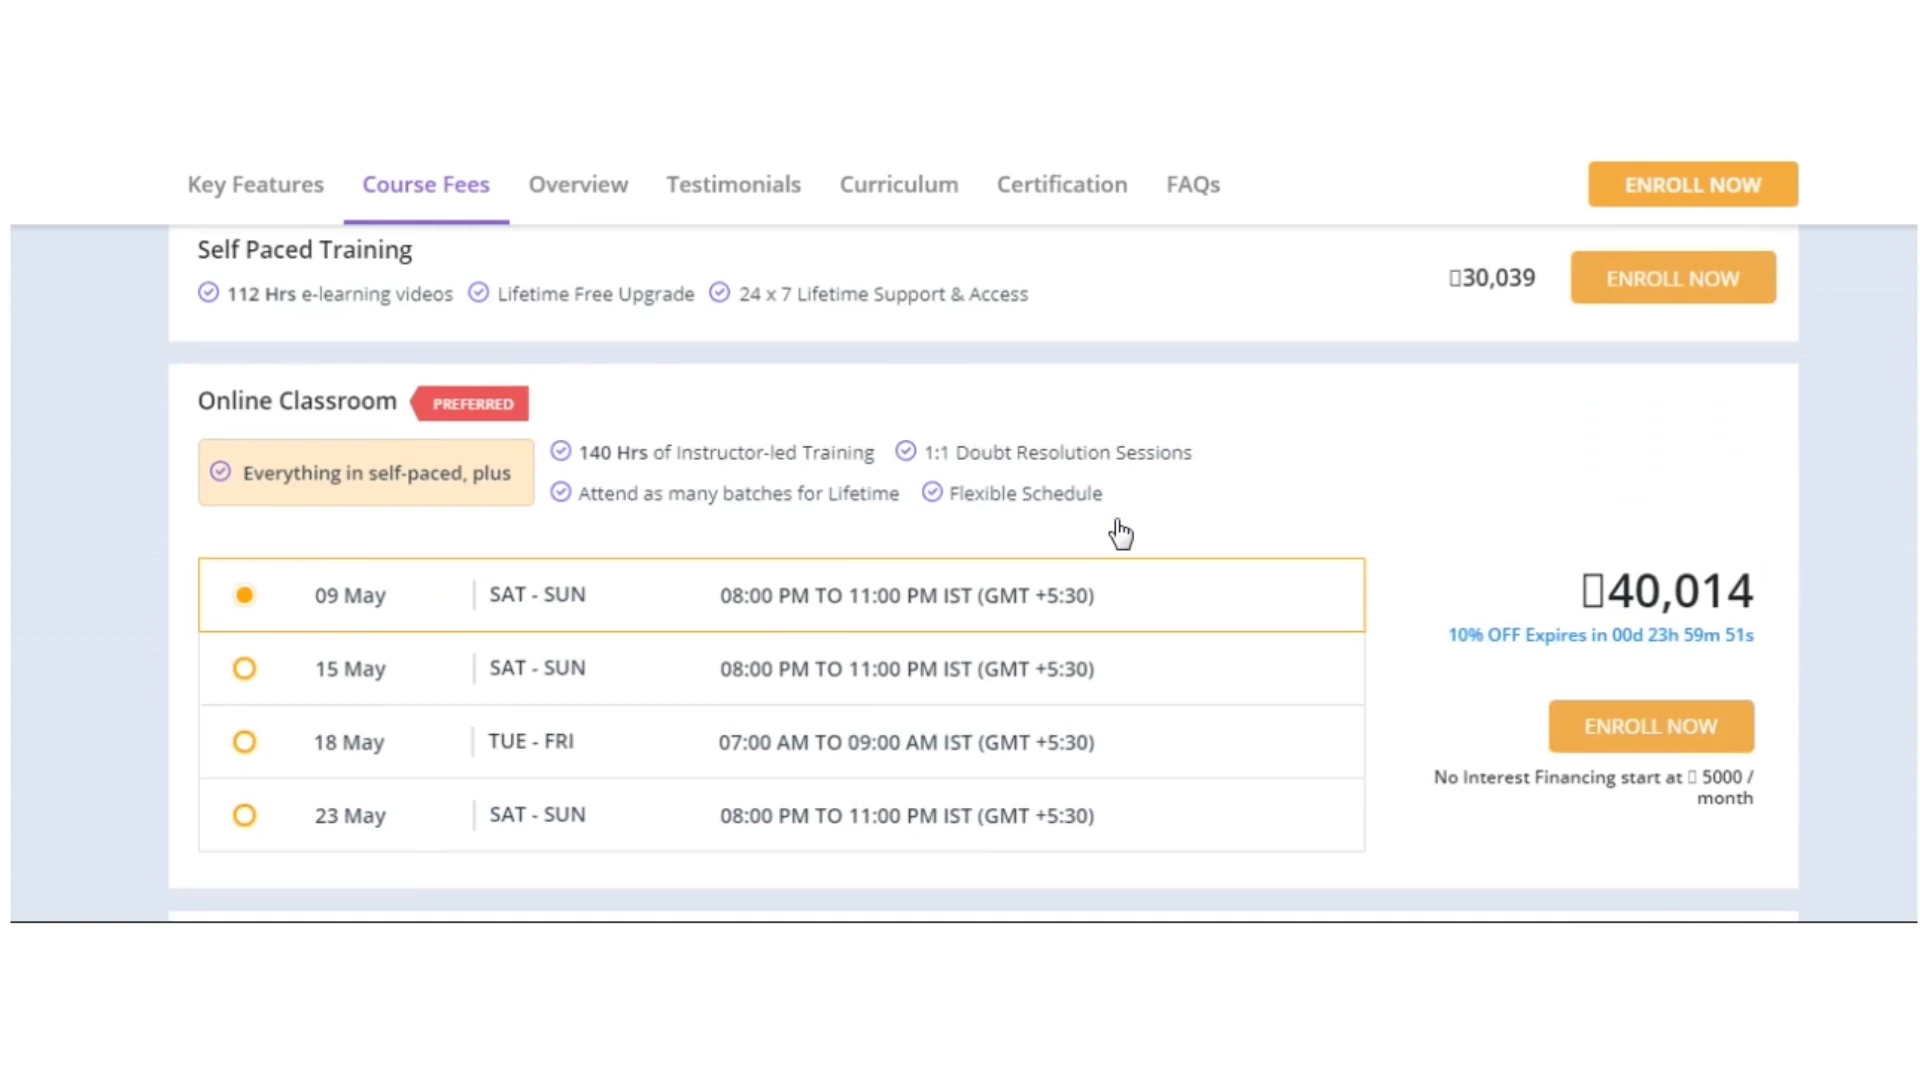 Key Features Course Fees Overview Testimonials Curriculum Certification FAQs ENROLL NOW
Self Paced Training
112 Hrs e-learning videos Lifetime Free Upgrade 24 x 7 Lifetime Support & Access
▯30,039 ENROLL NOW
Online Classroom PREFERRED
Everything in self-paced, plus
140 Hrs of Instructor-led Training 1:1 Doubt Resolution Sessions
Attend as many batches for Lifetime Flexible Schedule
09 May SAT - SUN 08:00 PM TO 11:00 PM IST (GMT +5:30)
15 May SAT - SUN 08:00 PM TO 11:00 PM IST (GMT +5:30)
18 May TUE - FRI 07:00 AM TO 09:00 AM IST (GMT +5:30)
23 May SAT - SUN 08:00 PM TO 11:00 PM IST (GMT +5:30)
▯40,014
10% OFF Expires in 00d 23h 59m 51s
ENROLL NOW
No Interest Financing start at ▯ 5000 /
month